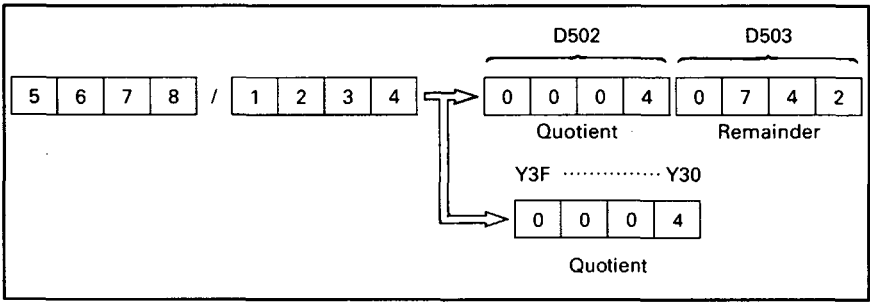 D502 D503
5 6 7 8 / 1 2 3 4 0 0 0 4 0 7 4 2
Quotient Remainder
Y3F ·············· Y30
0 0 0 4
Quotient